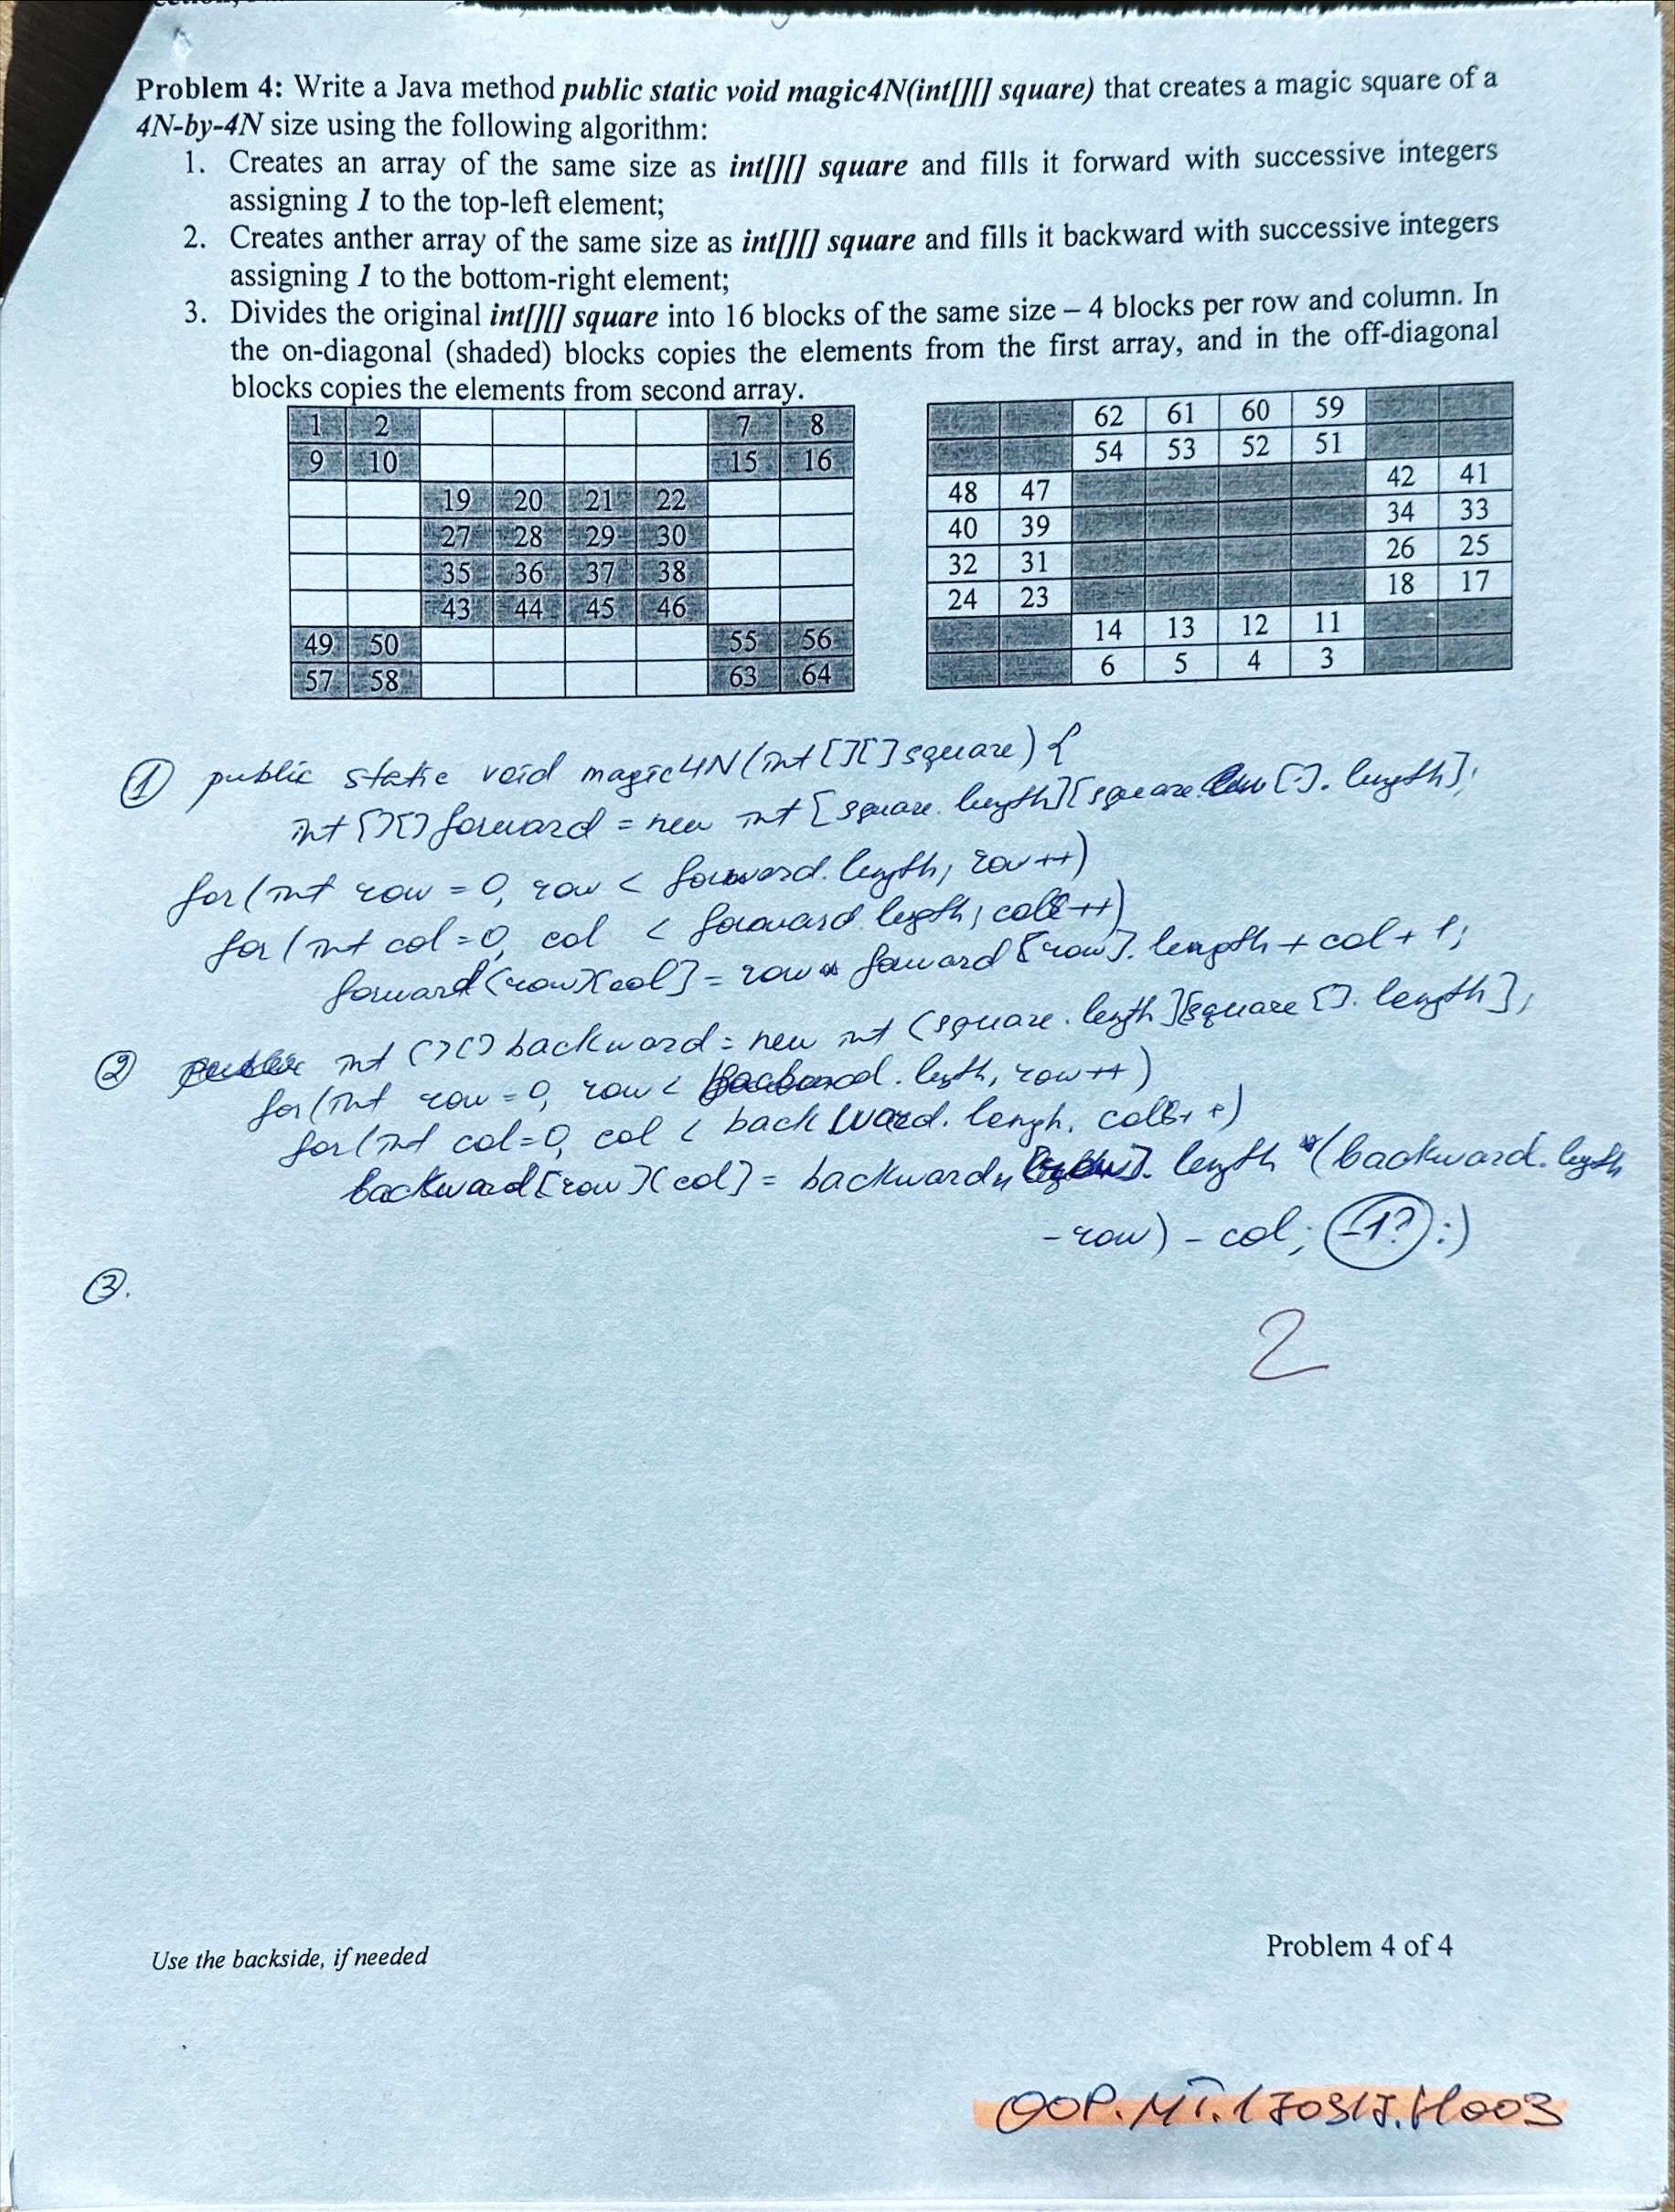 Problem 4: Write a Java method public static void magic4N(int[][] square) that creates a magic square of a
4N-by-4N size using the following algorithm:
1. Creates an array of the same size as int[][] square and fills it forward with successive integers
assigning 1 to the top-left element;
2. Creates anther array of the same size as int[][] square and fills it backward with successive integers
assigning 1 to the bottom-right element;
3. Divides the original int[][] square into 16 blocks of the same size – 4 blocks per row and column. In
the on-diagonal (shaded) blocks copies the elements from the first array, and in the off-diagonal
blocks copies the elements from second array.
1 2 7 8
9 10 15 16
19 20 21 22
27 28 29 30
35 36 37 38
43 44 45 46
49 50 55 56
57 58 63 64
62 61 60 59
54 53 52 51
48 47 42 41
40 39 34 33
32 31 26 25
24 23 18 17
14 13 12 11
6 5 4 3
① public static void magic4N(int[][]square) {
int[][]forward = new int [square.length][square[].length];
for(int row = 0, row < forward.length; row++)
for(int col=0, col < forward.length; col++)
forward[row][col] = row * forward[row].length + col + 1;
② int[][]backward = new int [square.length][square[].length];
for(int row = 0, row < backward.length, row++)
for(int col=0, col < backward.lengh. col++)
backward[row][col] = backward .length *(backward.length
-row) - col; -1? :)
③.
2
Use the backside, if needed
Problem 4 of 4
OOP.MT.170317.H003